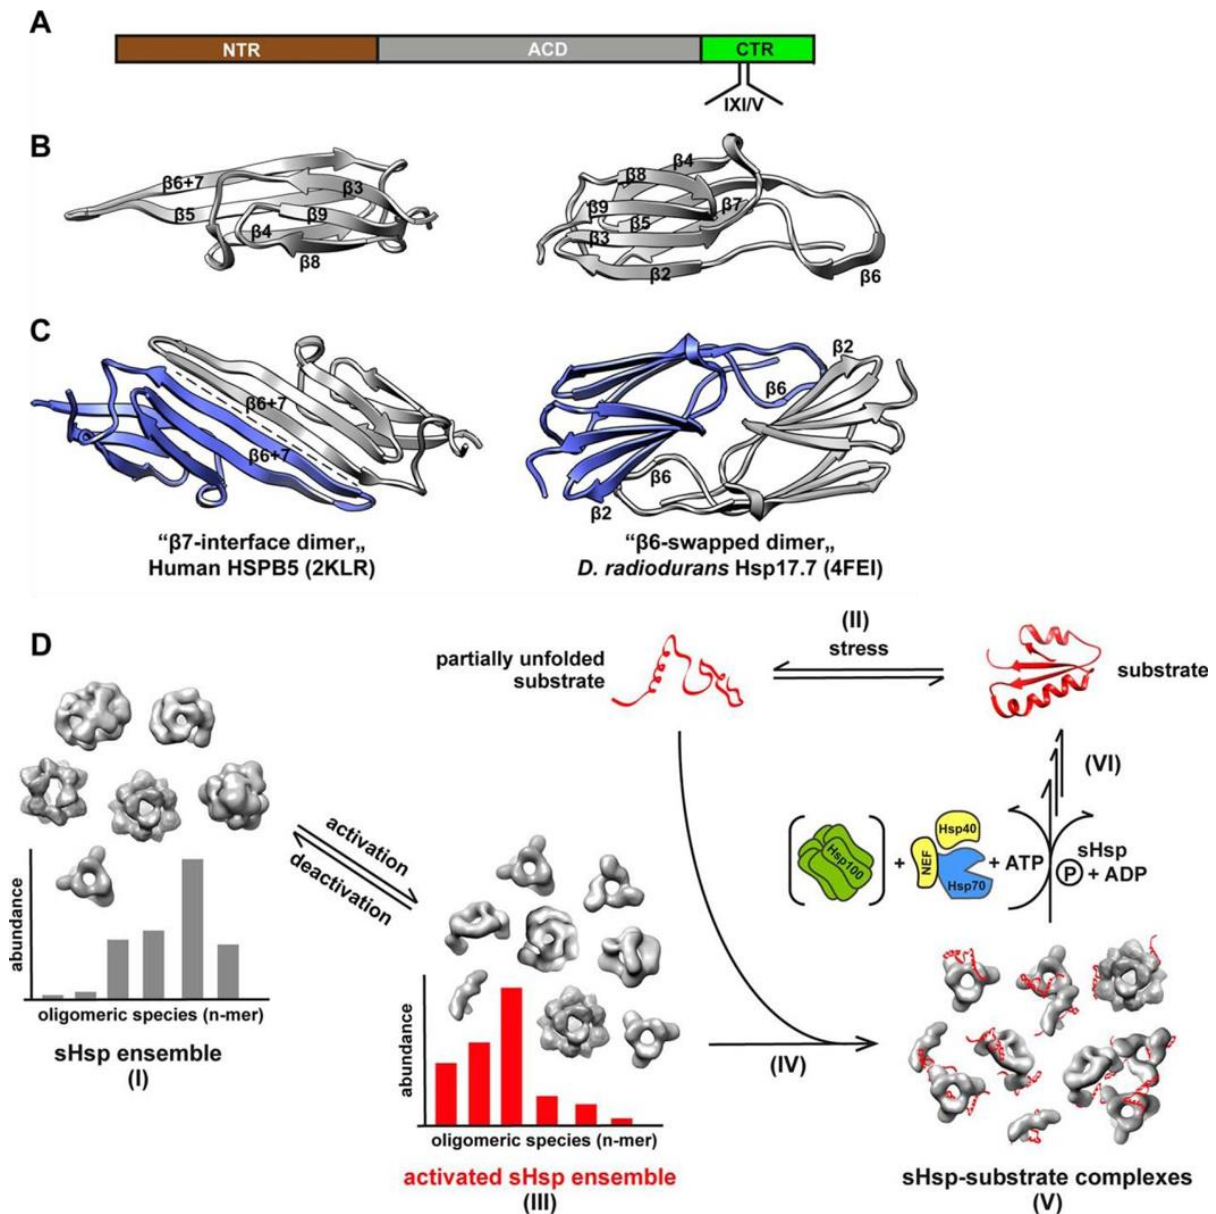 A
NTR
ACD
CTR
IXI/V
B
β6+7
β5
β3
β9
β4
β8
β4
β8
β9
β5
β7
β3
β2
β6
C
β6+7
β6+7
β2
β6
β6
β2
“β7-interface dimer„
Human HSPB5 (2KLR)
“β6-swapped dimer„
D. radiodurans Hsp17.7 (4FEI)
D
(II)
stress
partially unfolded
substrate
substrate
(VI)
activation
deactivation
Hsp100
+
NEF
Hsp40
Hsp70
+ ATP
sHsp
P
+ ADP
abundance
oligomeric species (n-mer)
sHsp ensemble
(I)
abundance
oligomeric species (n-mer)
activated sHsp ensemble
(III)
(IV)
sHsp-substrate complexes
(V)